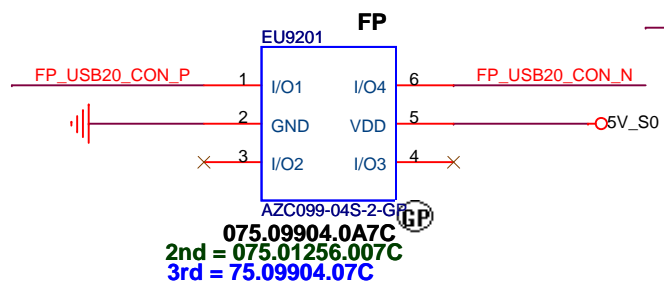 FP
EU9201
FP_USB20_CON_P 1 I/O1 I/O4 6 FP_USB20_CON_N
2 GND VDD 5 5V_S0
3 I/O2 I/O3 4
AZC099-04S-2-GP
GP
075.09904.0A7C
2nd = 075.01256.007C
3rd = 75.09904.07C